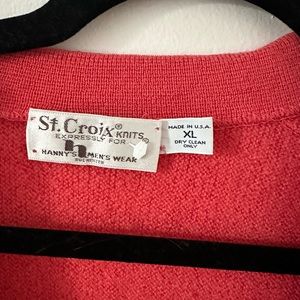 St. Croix® KNITS
EXPRESSLY FOR
h
HANNY'S MEN'S WEAR
MADE IN U.S.A.
XL
DRY CLEAN
ONLY